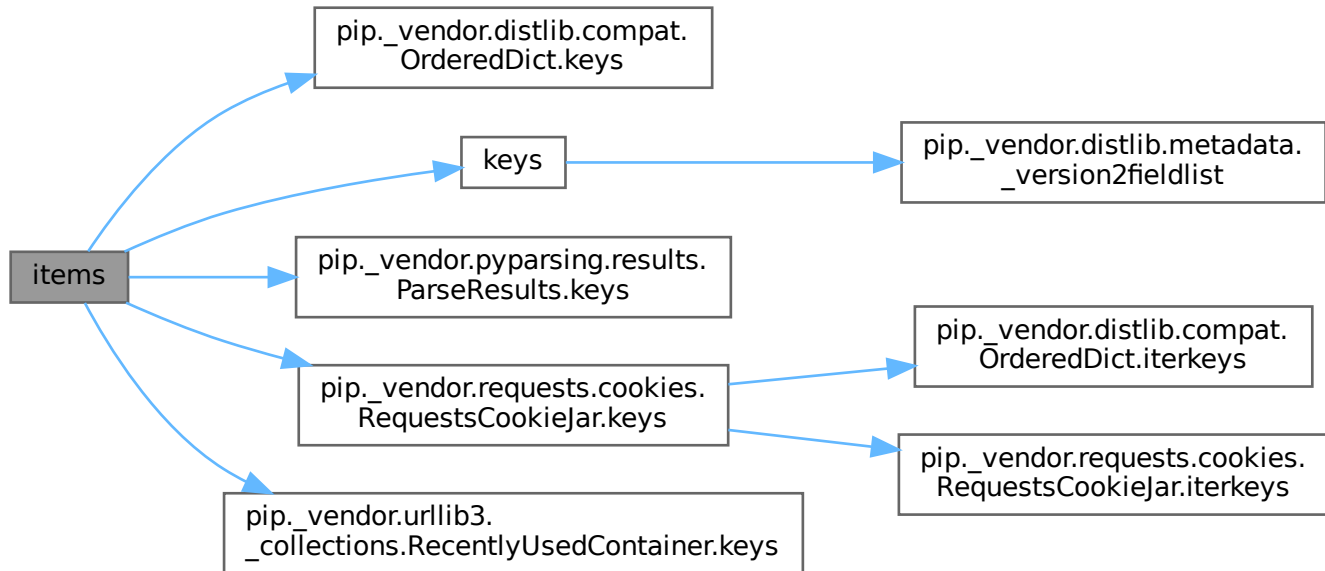 pip._vendor.distlib.compat.
OrderedDict.keys
keys
pip._vendor.distlib.metadata.
_version2fieldlist
items
pip._vendor.pyparsing.results.
ParseResults.keys
pip._vendor.distlib.compat.
OrderedDict.iterkeys
pip._vendor.requests.cookies.
RequestsCookieJar.keys
pip._vendor.requests.cookies.
RequestsCookieJar.iterkeys
pip._vendor.urllib3.
_collections.RecentlyUsedContainer.keys